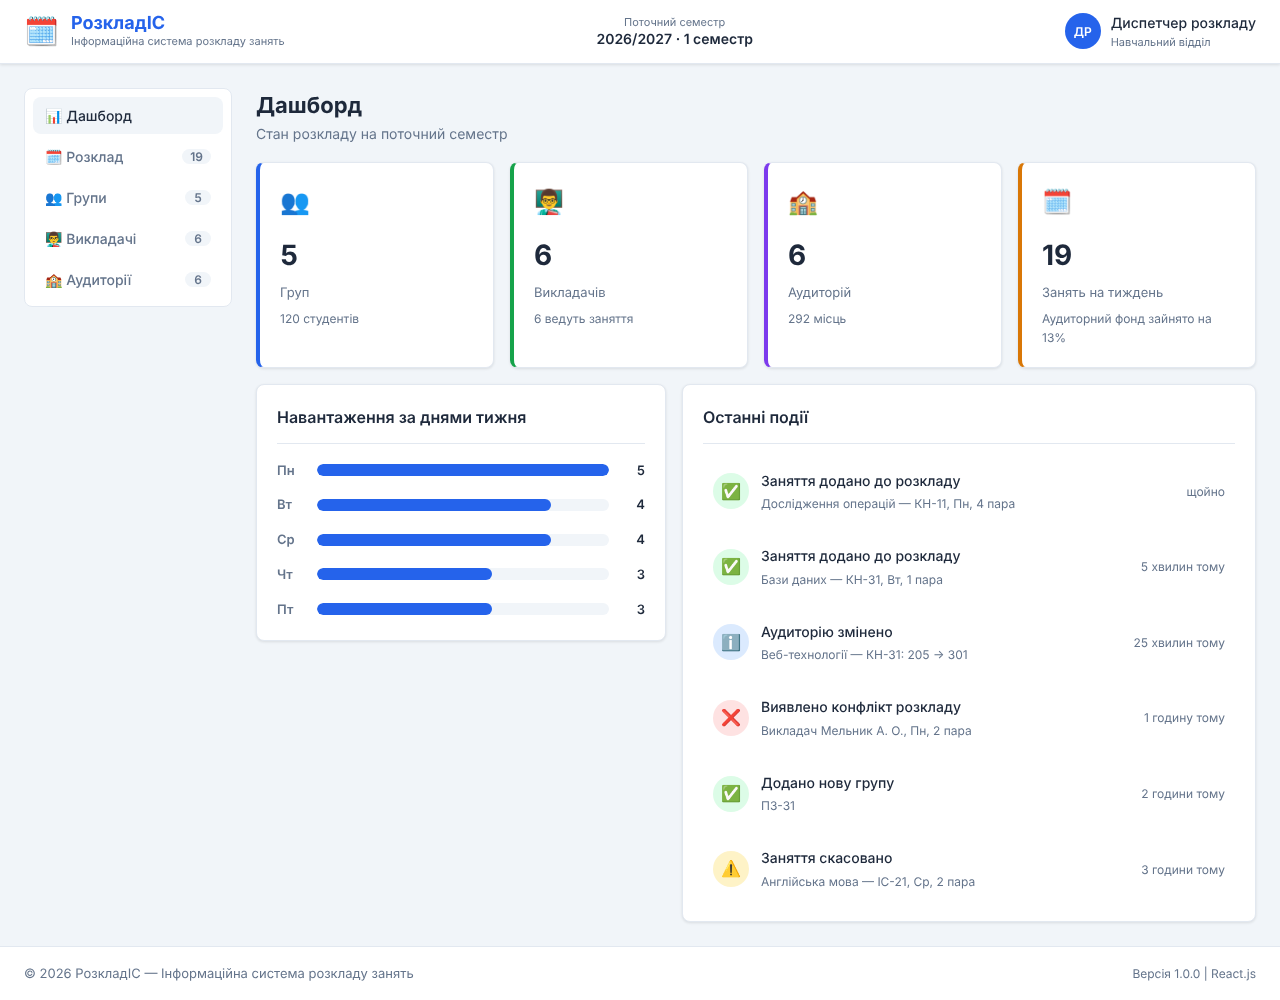 РозкладІС
Інформаційна система розкладу занять
Поточний семестр
2026/2027 · 1 семестр
ДР
Диспетчер розкладу
Навчальний відділ
Дашборд
Розклад 19
Групи 5
Викладачі 6
Аудиторії 6
Дашборд
Стан розкладу на поточний семестр
5
Груп
120 студентів
6
Викладачів
6 ведуть заняття
6
Аудиторій
292 місць
19
Занять на тиждень
Аудиторний фонд зайнято на
13%
Навантаження за днями тижня
Пн 5
Вт 4
Ср 4
Чт 3
Пт 3
Останні події
Заняття додано до розкладу
Дослідження операцій — КН-11, Пн, 4 пара
щойно
Заняття додано до розкладу
Бази даних — КН-31, Вт, 1 пара
5 хвилин тому
Аудиторію змінено
Веб-технології — КН-31: 205 → 301
25 хвилин тому
Виявлено конфлікт розкладу
Викладач Мельник А. О., Пн, 2 пара
1 годину тому
Додано нову групу
ПЗ-31
2 години тому
Заняття скасовано
Англійська мова — ІС-21, Ср, 2 пара
3 години тому
© 2026 РозкладІС — Інформаційна система розкладу занять
Версія 1.0.0 | React.js